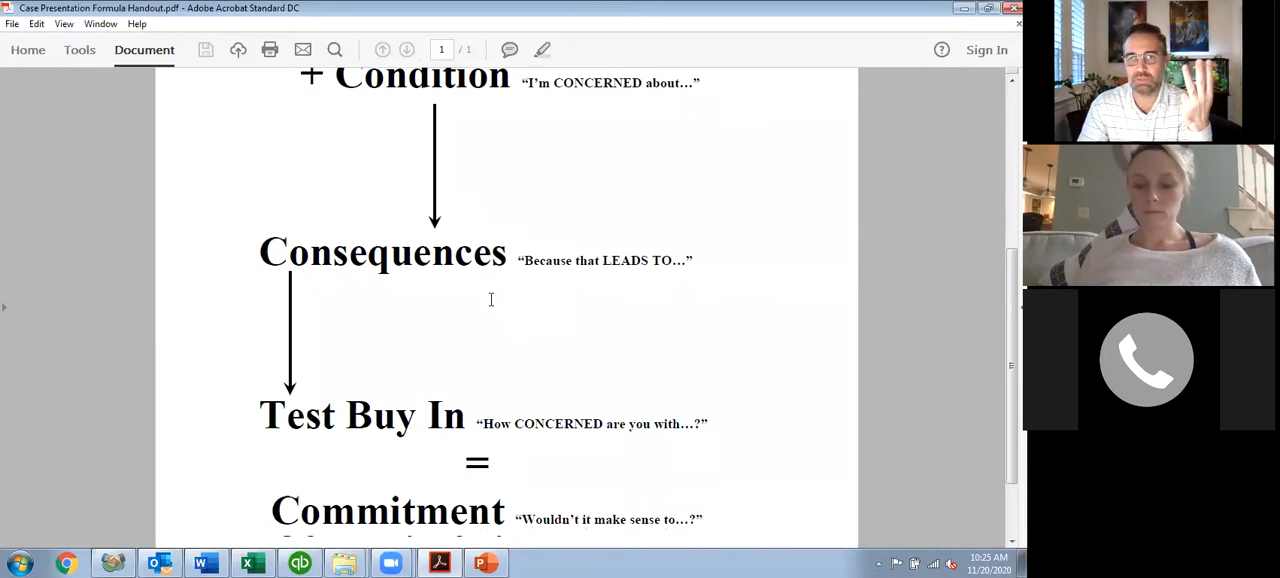 Case Presentation Formula Handout.pdf - Adobe Acrobat Standard DC
File Edit View Window Help
Home Tools Document 1 / 1 Sign In
+ Condition "I'm CONCERNED about…"
Consequences "Because that LEADS TO…"
Test Buy In "How CONCERNED are you with…?"
=
Commitment "Wouldn't it make sense to…?"
10:25 AM
11/20/2020